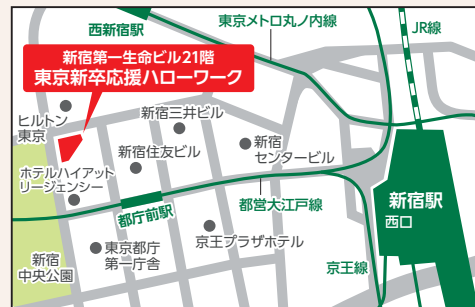 西新宿駅
東京メトロ丸ノ内線
JR線
新宿第一生命ビル21階
東京新卒応援ハローワーク
ヒルトン
東京
新宿三井ビル
新宿
センタービル
新宿住友ビル
ホテルハイアット
リージェンシー
都庁前駅
都営大江戸線
新宿駅
西口
新宿
中央公園
東京都庁
第一庁舎
京王プラザホテル
京王線